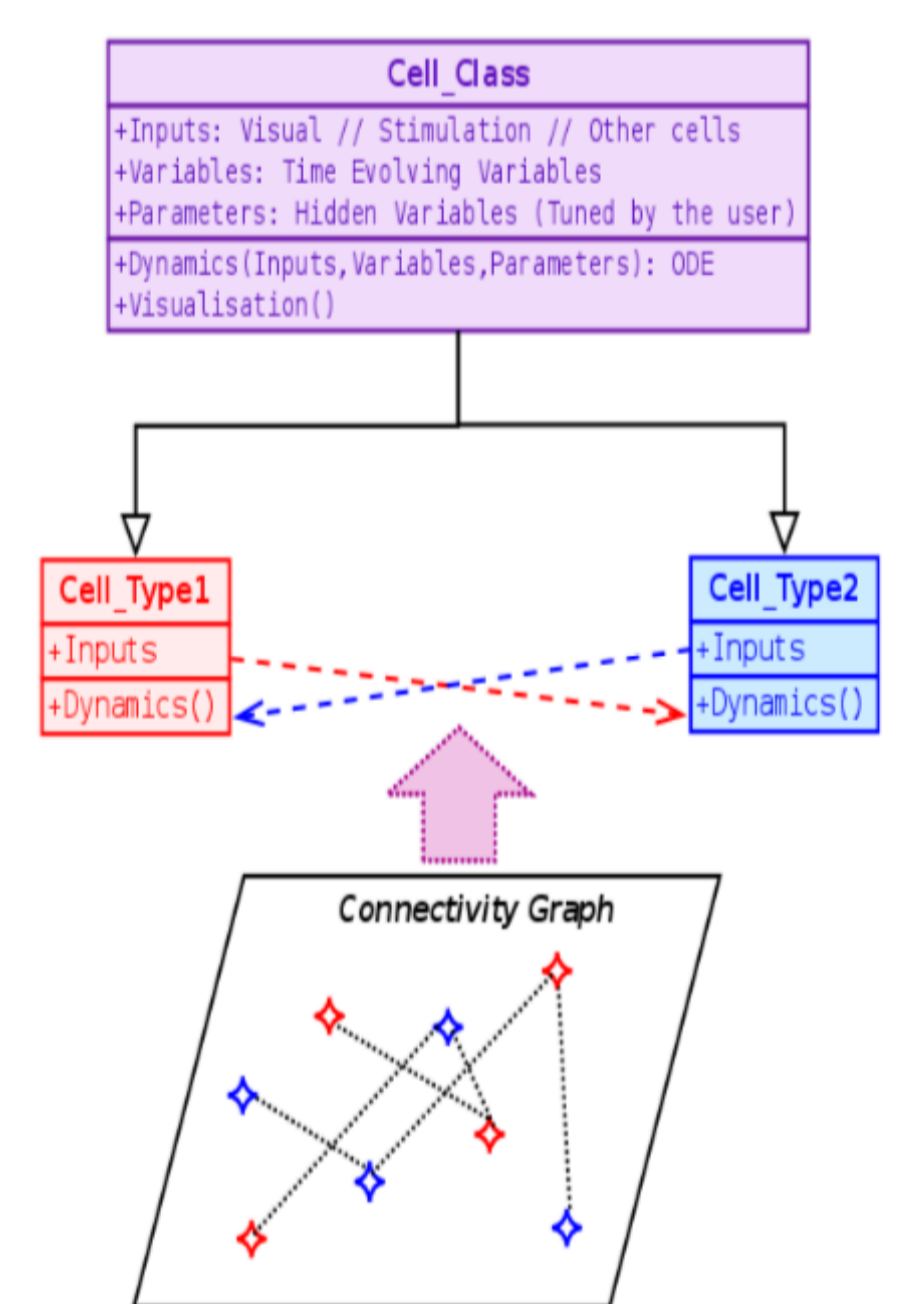 Cell_Class
+Inputs: Visual // Stimulation // Other cells
+Variables: Time Evolving Variables
+Parameters: Hidden Variables (Tuned by the user)
+Dynamics(Inputs,Variables,Parameters): ODE
+Visualisation()
Cell_Type1
+Inputs
+Dynamics()
Cell_Type2
+Inputs
+Dynamics()
Connectivity Graph